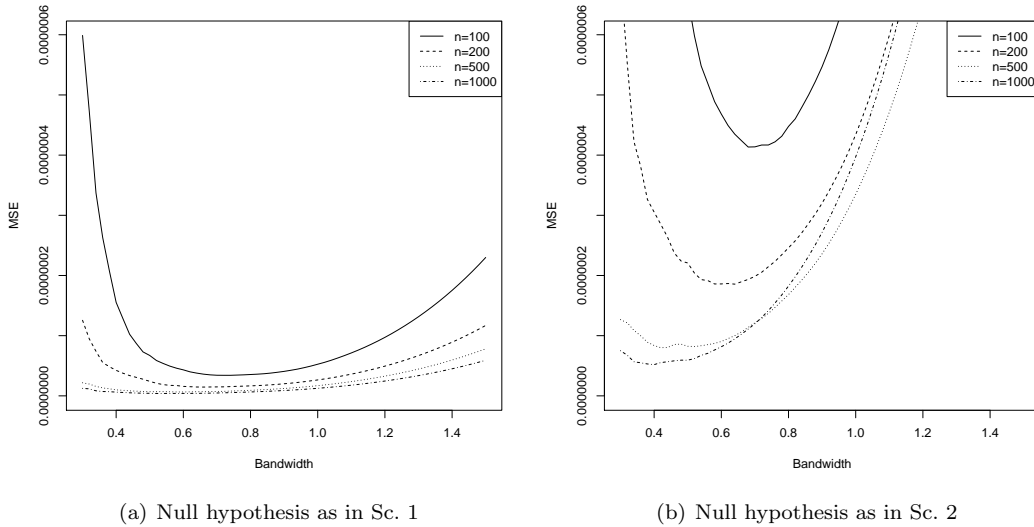 0.0000000
0.0000002
0.0000004
0.0000006
MSE
0.4
0.6
0.8
1.0
1.2
1.4
Bandwidth
n=100
n=200
n=500
n=1000
(a) Null hypothesis as in Sc. 1
0.0000000
0.0000002
0.0000004
0.0000006
MSE
0.4
0.6
0.8
1.0
1.2
1.4
Bandwidth
n=100
n=200
n=500
n=1000
(b) Null hypothesis as in Sc. 2